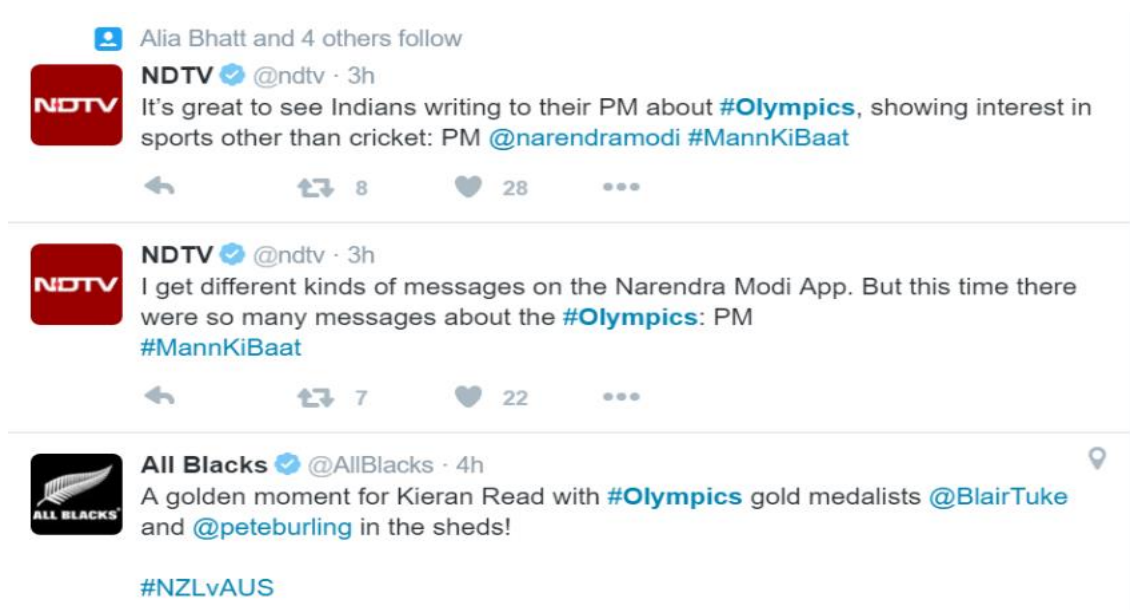 Alia Bhatt and 4 others follow
NDTV @ndtv · 3h
NDTV
It's great to see Indians writing to their PM about #Olympics, showing interest in
sports other than cricket: PM @narendramodi #MannKiBaat
8 28
NDTV @ndtv · 3h
NDTV
I get different kinds of messages on the Narendra Modi App. But this time there
were so many messages about the #Olympics: PM
#MannKiBaat
7 22
All Blacks @AllBlacks · 4h
ALL BLACKS
A golden moment for Kieran Read with #Olympics gold medalists @BlairTuke
and @peteburling in the sheds!
#NZLvAUS